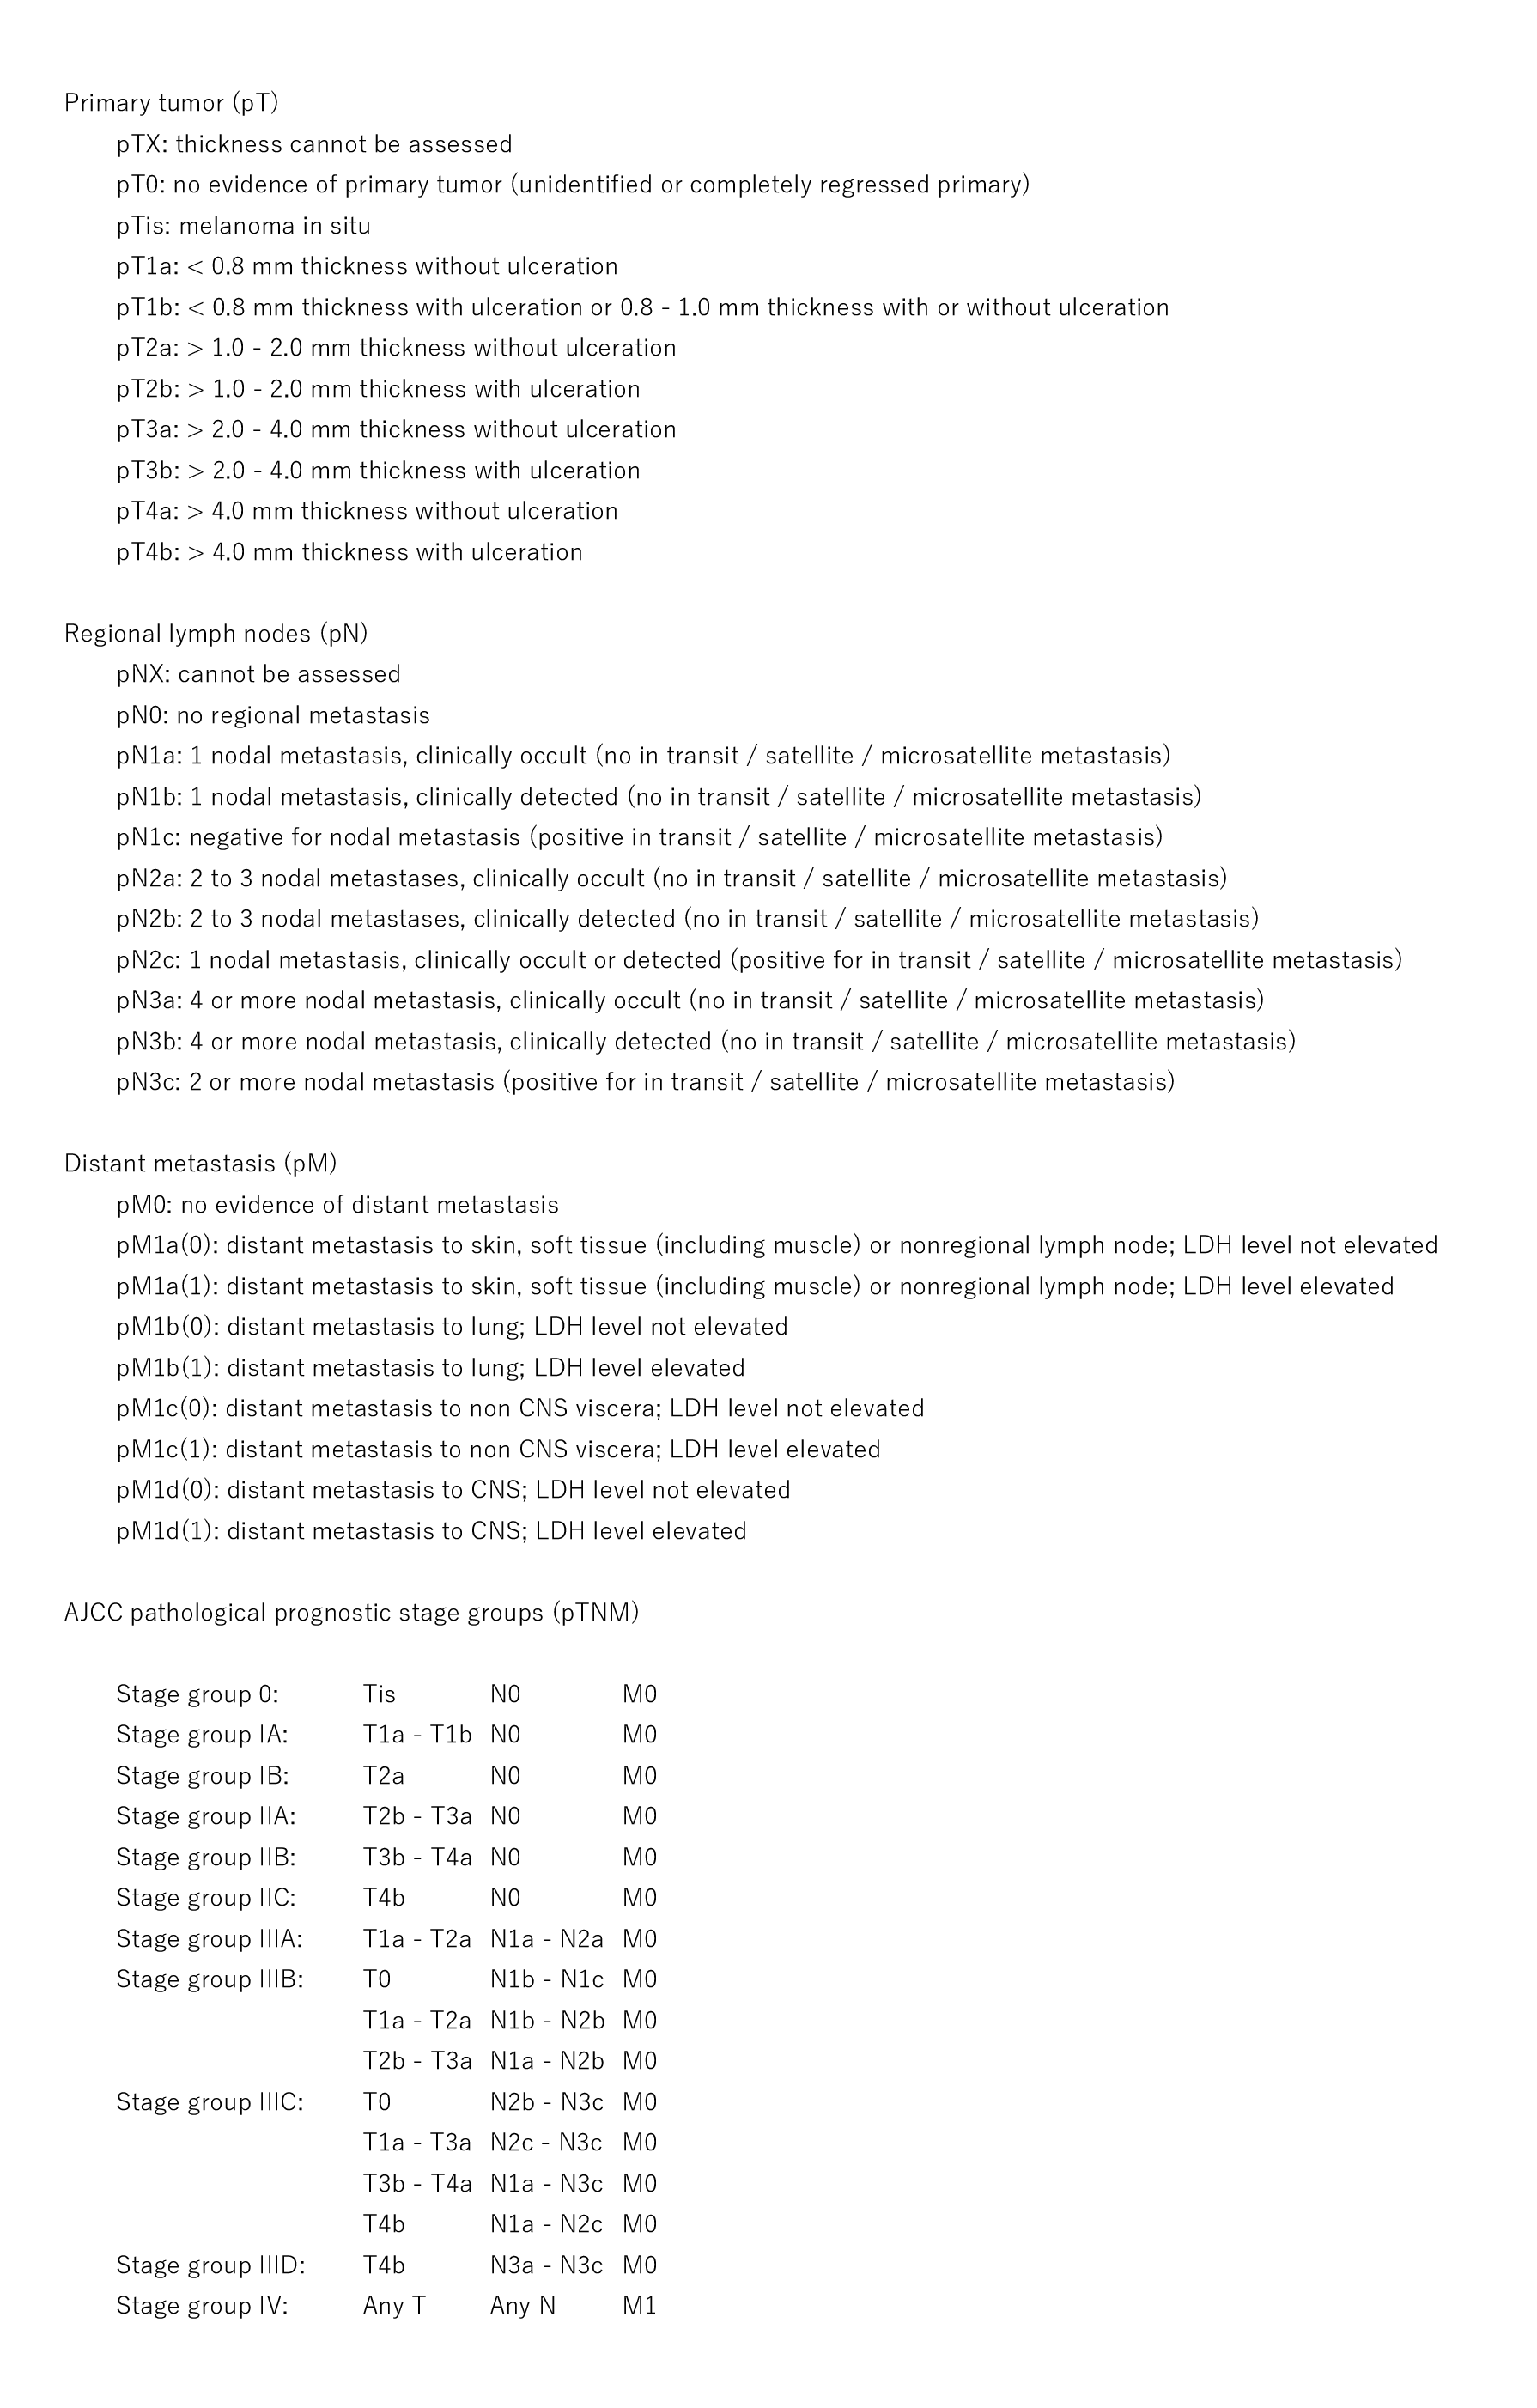 Primary tumor (pT)
pTX: thickness cannot be assessed
pT0: no evidence of primary tumor (unidentified or completely regressed primary)
pTis: melanoma in situ
pT1a: < 0.8 mm thickness without ulceration
pT1b: < 0.8 mm thickness with ulceration or 0.8 - 1.0 mm thickness with or without ulceration
pT2a: > 1.0 - 2.0 mm thickness without ulceration
pT2b: > 1.0 - 2.0 mm thickness with ulceration
pT3a: > 2.0 - 4.0 mm thickness without ulceration
pT3b: > 2.0 - 4.0 mm thickness with ulceration
pT4a: > 4.0 mm thickness without ulceration
pT4b: > 4.0 mm thickness with ulceration
Regional lymph nodes (pN)
pNX: cannot be assessed
pN0: no regional metastasis
pN1a: 1 nodal metastasis, clinically occult (no in transit / satellite / microsatellite metastasis)
pN1b: 1 nodal metastasis, clinically detected (no in transit / satellite / microsatellite metastasis)
pN1c: negative for nodal metastasis (positive in transit / satellite / microsatellite metastasis)
pN2a: 2 to 3 nodal metastases, clinically occult (no in transit / satellite / microsatellite metastasis)
pN2b: 2 to 3 nodal metastases, clinically detected (no in transit / satellite / microsatellite metastasis)
pN2c: 1 nodal metastasis, clinically occult or detected (positive for in transit / satellite / microsatellite metastasis)
pN3a: 4 or more nodal metastasis, clinically occult (no in transit / satellite / microsatellite metastasis)
pN3b: 4 or more nodal metastasis, clinically detected (no in transit / satellite / microsatellite metastasis)
pN3c: 2 or more nodal metastasis (positive for in transit / satellite / microsatellite metastasis)
Distant metastasis (pM)
pM0: no evidence of distant metastasis
pM1a(0): distant metastasis to skin, soft tissue (including muscle) or nonregional lymph node; LDH level not elevated
pM1a(1): distant metastasis to skin, soft tissue (including muscle) or nonregional lymph node; LDH level elevated
pM1b(0): distant metastasis to lung; LDH level not elevated
pM1b(1): distant metastasis to lung; LDH level elevated
pM1c(0): distant metastasis to non CNS viscera; LDH level not elevated
pM1c(1): distant metastasis to non CNS viscera; LDH level elevated
pM1d(0): distant metastasis to CNS; LDH level not elevated
pM1d(1): distant metastasis to CNS; LDH level elevated
AJCC pathological prognostic stage groups (pTNM)
Stage group 0: Tis N0 M0
Stage group IA: T1a - T1b N0 M0
Stage group IB: T2a N0 M0
Stage group IIA: T2b - T3a N0 M0
Stage group IIB: T3b - T4a N0 M0
Stage group IIC: T4b N0 M0
Stage group IIIA: T1a - T2a N1a - N2a M0
Stage group IIIB: T0 N1b - N1c M0
T1a - T2a N1b - N2b M0
T2b - T3a N1a - N2b M0
Stage group IIIC: T0 N2b - N3c M0
T1a - T3a N2c - N3c M0
T3b - T4a N1a - N3c M0
T4b N1a - N2c M0
Stage group IIID: T4b N3a - N3c M0
Stage group IV: Any T Any N M1